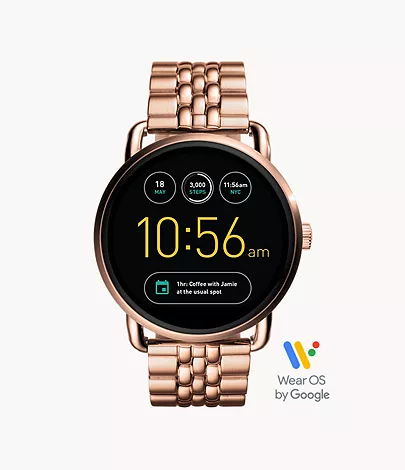 18
MAY
3,000
STEPS
11:56am
NYC
10:56am
1hr: Coffee with Jamie
at the usual spot
Wear OS
by Google